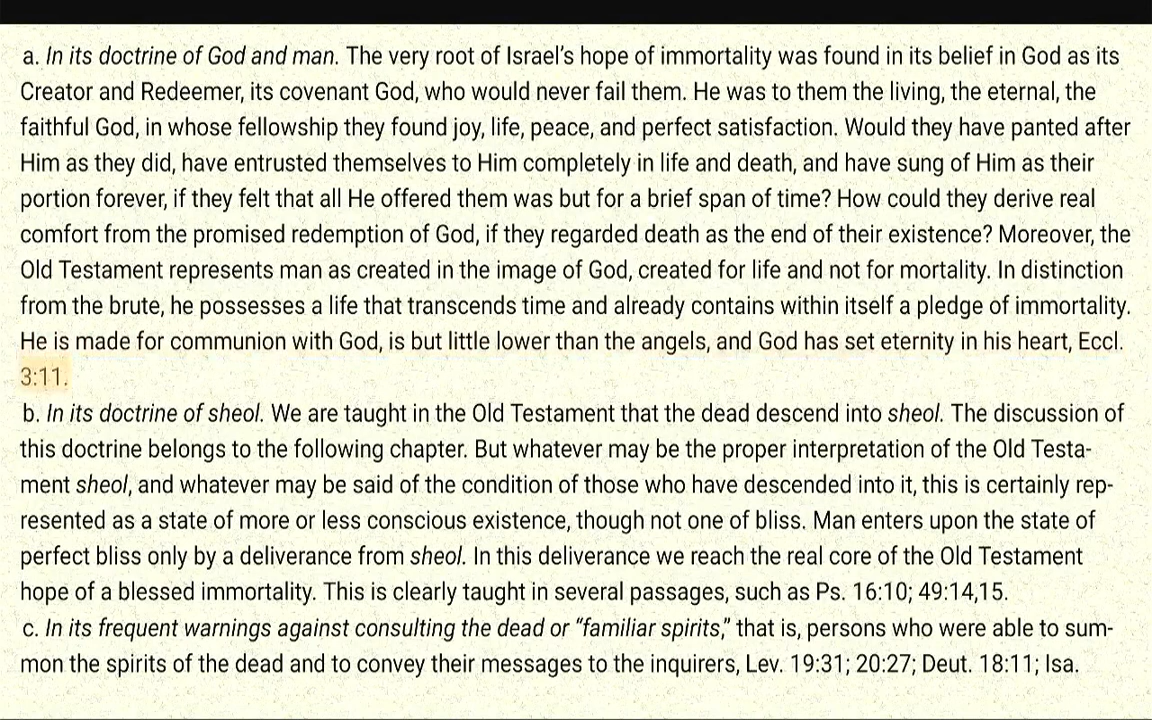 a. In its doctrine of God and man. The very root of Israel’s hope of immortality was found in its belief in God as its
Creator and Redeemer, its covenant God, who would never fail them. He was to them the living, the eternal, the
faithful God, in whose fellowship they found joy, life, peace, and perfect satisfaction. Would they have panted after
Him as they did, have entrusted themselves to Him completely in life and death, and have sung of Him as their
portion forever, if they felt that all He offered them was but for a brief span of time? How could they derive real
comfort from the promised redemption of God, if they regarded death as the end of their existence? Moreover, the
Old Testament represents man as created in the image of God, created for life and not for mortality. In distinction
from the brute, he possesses a life that transcends time and already contains within itself a pledge of immortality.
He is made for communion with God, is but little lower than the angels, and God has set eternity in his heart, Eccl.
3:11.
b. In its doctrine of sheol. We are taught in the Old Testament that the dead descend into sheol. The discussion of
this doctrine belongs to the following chapter. But whatever may be the proper interpretation of the Old Testa-
ment sheol, and whatever may be said of the condition of those who have descended into it, this is certainly rep-
resented as a state of more or less conscious existence, though not one of bliss. Man enters upon the state of
perfect bliss only by a deliverance from sheol. In this deliverance we reach the real core of the Old Testament
hope of a blessed immortality. This is clearly taught in several passages, such as Ps. 16:10; 49:14,15.
c. In its frequent warnings against consulting the dead or “familiar spirits,” that is, persons who were able to sum-
mon the spirits of the dead and to convey their messages to the inquirers, Lev. 19:31; 20:27; Deut. 18:11; Isa.